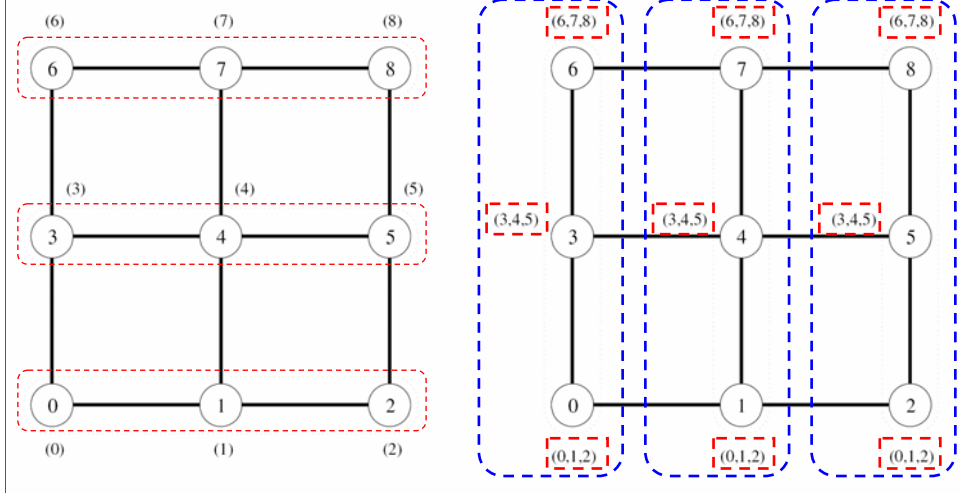 (6) (7) (8)
6 7 8
(3) (4) (5)
3 4 5
0 1 2
(0) (1) (2)
(6,7,8) (6,7,8) (6,7,8)
6 7 8
(3,4,5) (3,4,5) (3,4,5)
3 4 5
0 1 2
(0,1,2) (0,1,2) (0,1,2)